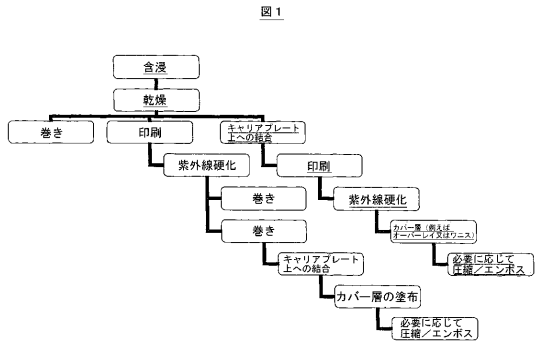 図1
含浸
乾燥
巻き
印刷
キャリアプレート
上への結合
紫外線硬化
印刷
巻き
紫外線硬化
巻き
カバー層（例えば
オーバーレイ又はワニス）
キャリアプレート
上への結合
必要に応じて
圧縮／エンボス
カバー層の塗布
必要に応じて
圧縮／エンボス